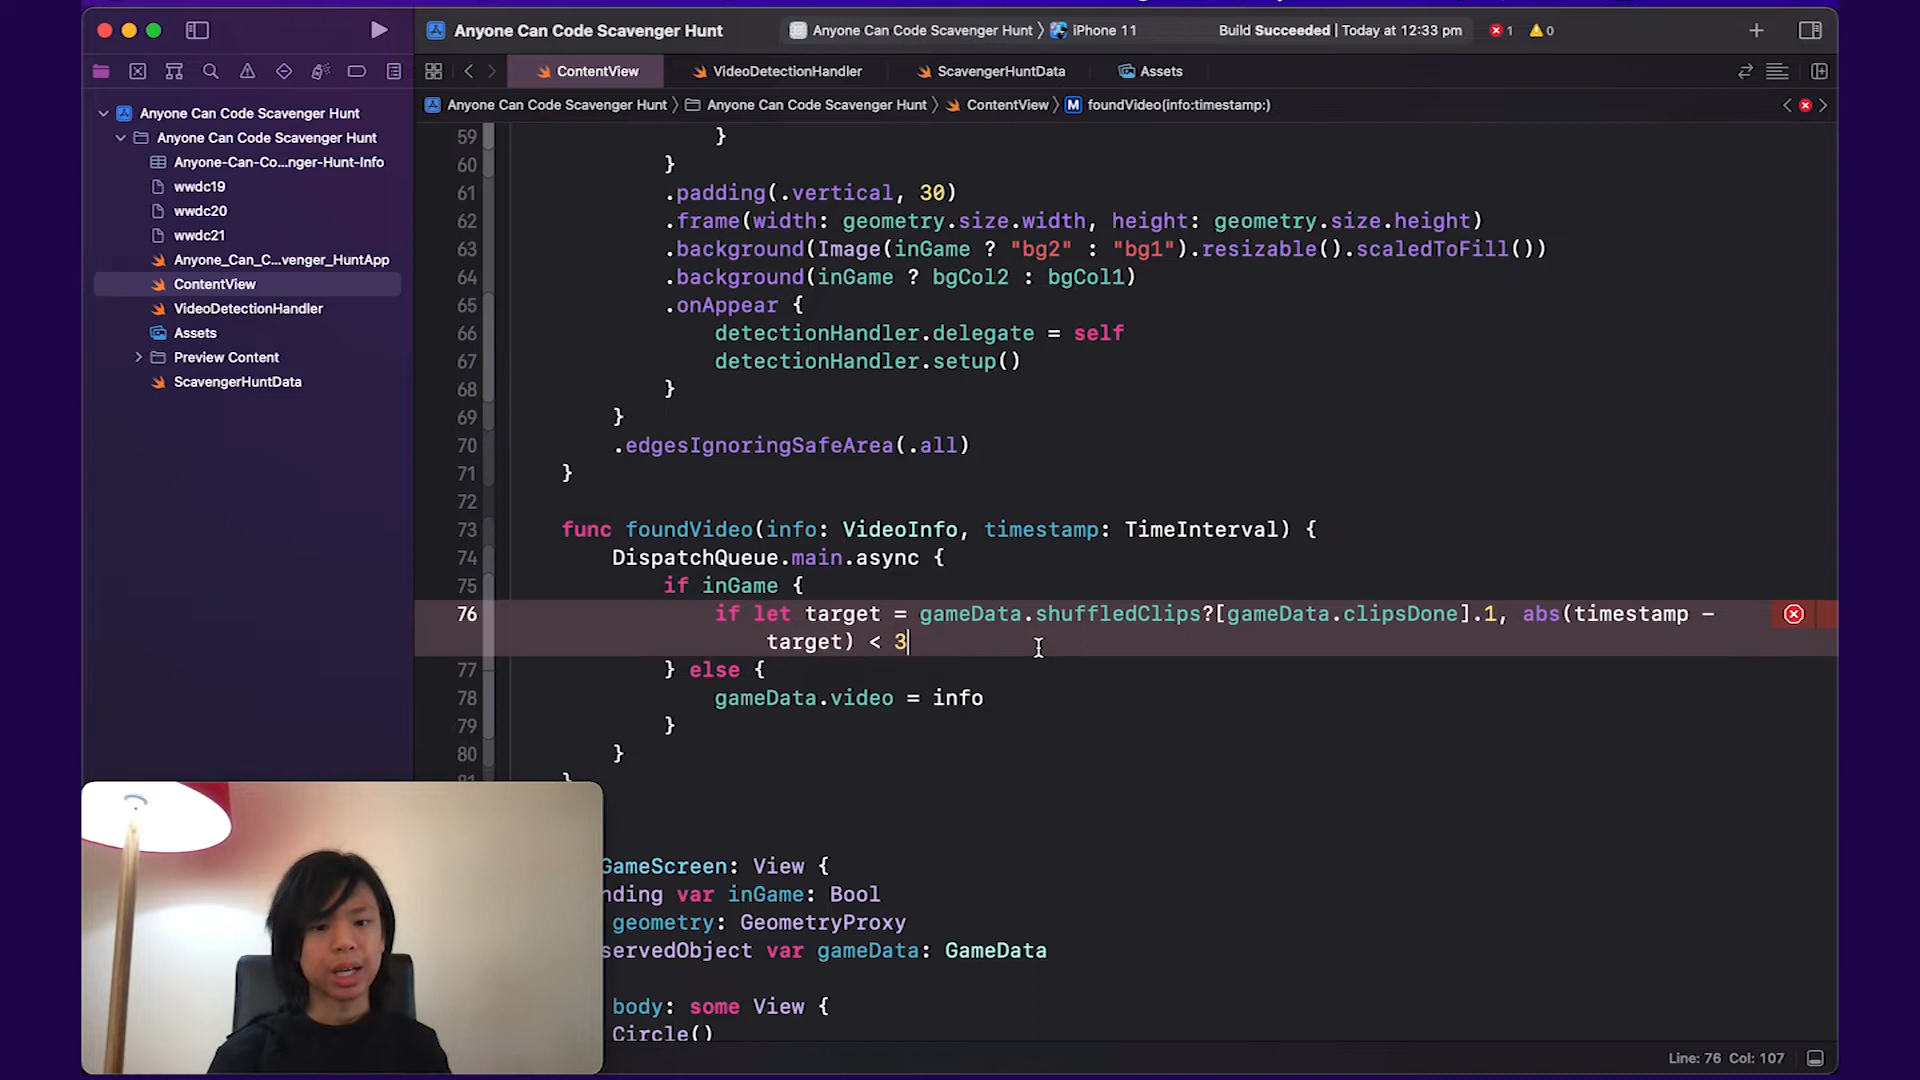 Anyone Can Code Scavenger Hunt
Anyone Can Code Scavenger Hunt
iPhone 11
Build Succeeded | Today at 12:33 pm
1
0
ContentView
VideoDetectionHandler
ScavengerHuntData
Assets
Anyone Can Code Scavenger Hunt
Anyone Can Code Scavenger Hunt
ContentView
M
foundVideo(info:timestamp:)
Anyone Can Code Scavenger Hunt
Anyone Can Code Scavenger Hunt
Anyone-Can-Co...nger-Hunt-Info
wwdc19
wwdc20
wwdc21
Anyone_Can_C...venger_HuntApp
ContentView
VideoDetectionHandler
Assets
Preview Content
ScavengerHuntData
59 }
60 }
61 .padding(.vertical, 30)
62 .frame(width: geometry.size.width, height: geometry.size.height)
63 .background(Image(inGame ? "bg2" : "bg1").resizable().scaledToFill())
64 .background(inGame ? bgCol2 : bgCol1)
65 .onAppear {
66 detectionHandler.delegate = self
67 detectionHandler.setup()
68 }
69 }
70 .edgesIgnoringSafeArea(.all)
71 }
72
73 func foundVideo(info: VideoInfo, timestamp: TimeInterval) {
74 DispatchQueue.main.async {
75 if inGame {
76 if let target = gameData.shuffledClips?[gameData.clipsDone].1, abs(timestamp -
target) < 3
77 } else {
78 gameData.video = info
79 }
80 }
81 }
GameScreen: View {
nding var inGame: Bool
geometry: GeometryProxy
servedObject var gameData: GameData
body: some View {
Circle()
Line: 76 Col: 107